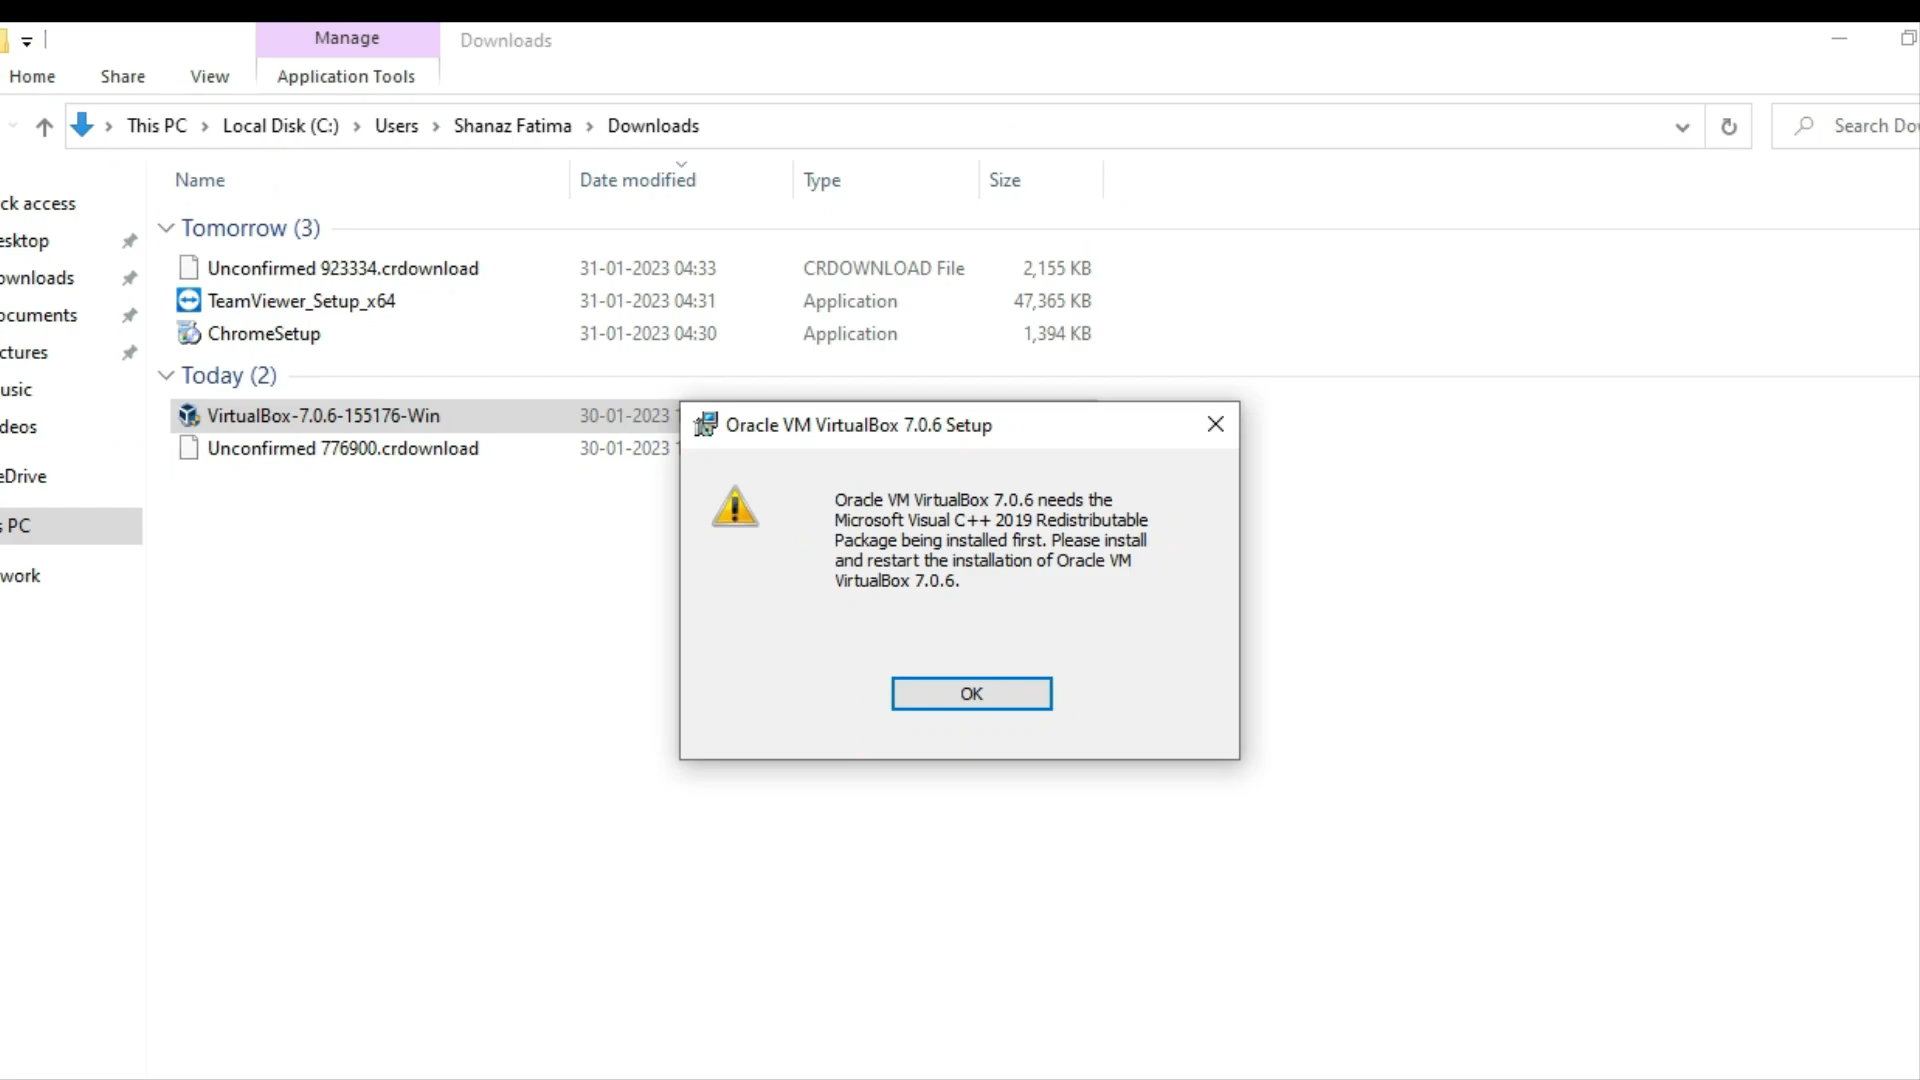 Manage
Downloads
Home
Share
View
Application Tools
This PC
Local Disk (C:)
Users
Shanaz Fatima
Downloads
Search Dow
Name
Date modified
Type
Size
ck access
esktop
ownloads
ocuments
ctures
usic
deos
eDrive
s PC
work
Tomorrow (3)
Unconfirmed 923334.crdownload 31-01-2023 04:33 CRDOWNLOAD File 2,155 KB
TeamViewer_Setup_x64 31-01-2023 04:31 Application 47,365 KB
ChromeSetup 31-01-2023 04:30 Application 1,394 KB
Today (2)
VirtualBox-7.0.6-155176-Win 30-01-2023 1
Unconfirmed 776900.crdownload 30-01-2023 1
Oracle VM VirtualBox 7.0.6 Setup
Oracle VM VirtualBox 7.0.6 needs the
Microsoft Visual C++ 2019 Redistributable
Package being installed first. Please install
and restart the installation of Oracle VM
VirtualBox 7.0.6.
OK